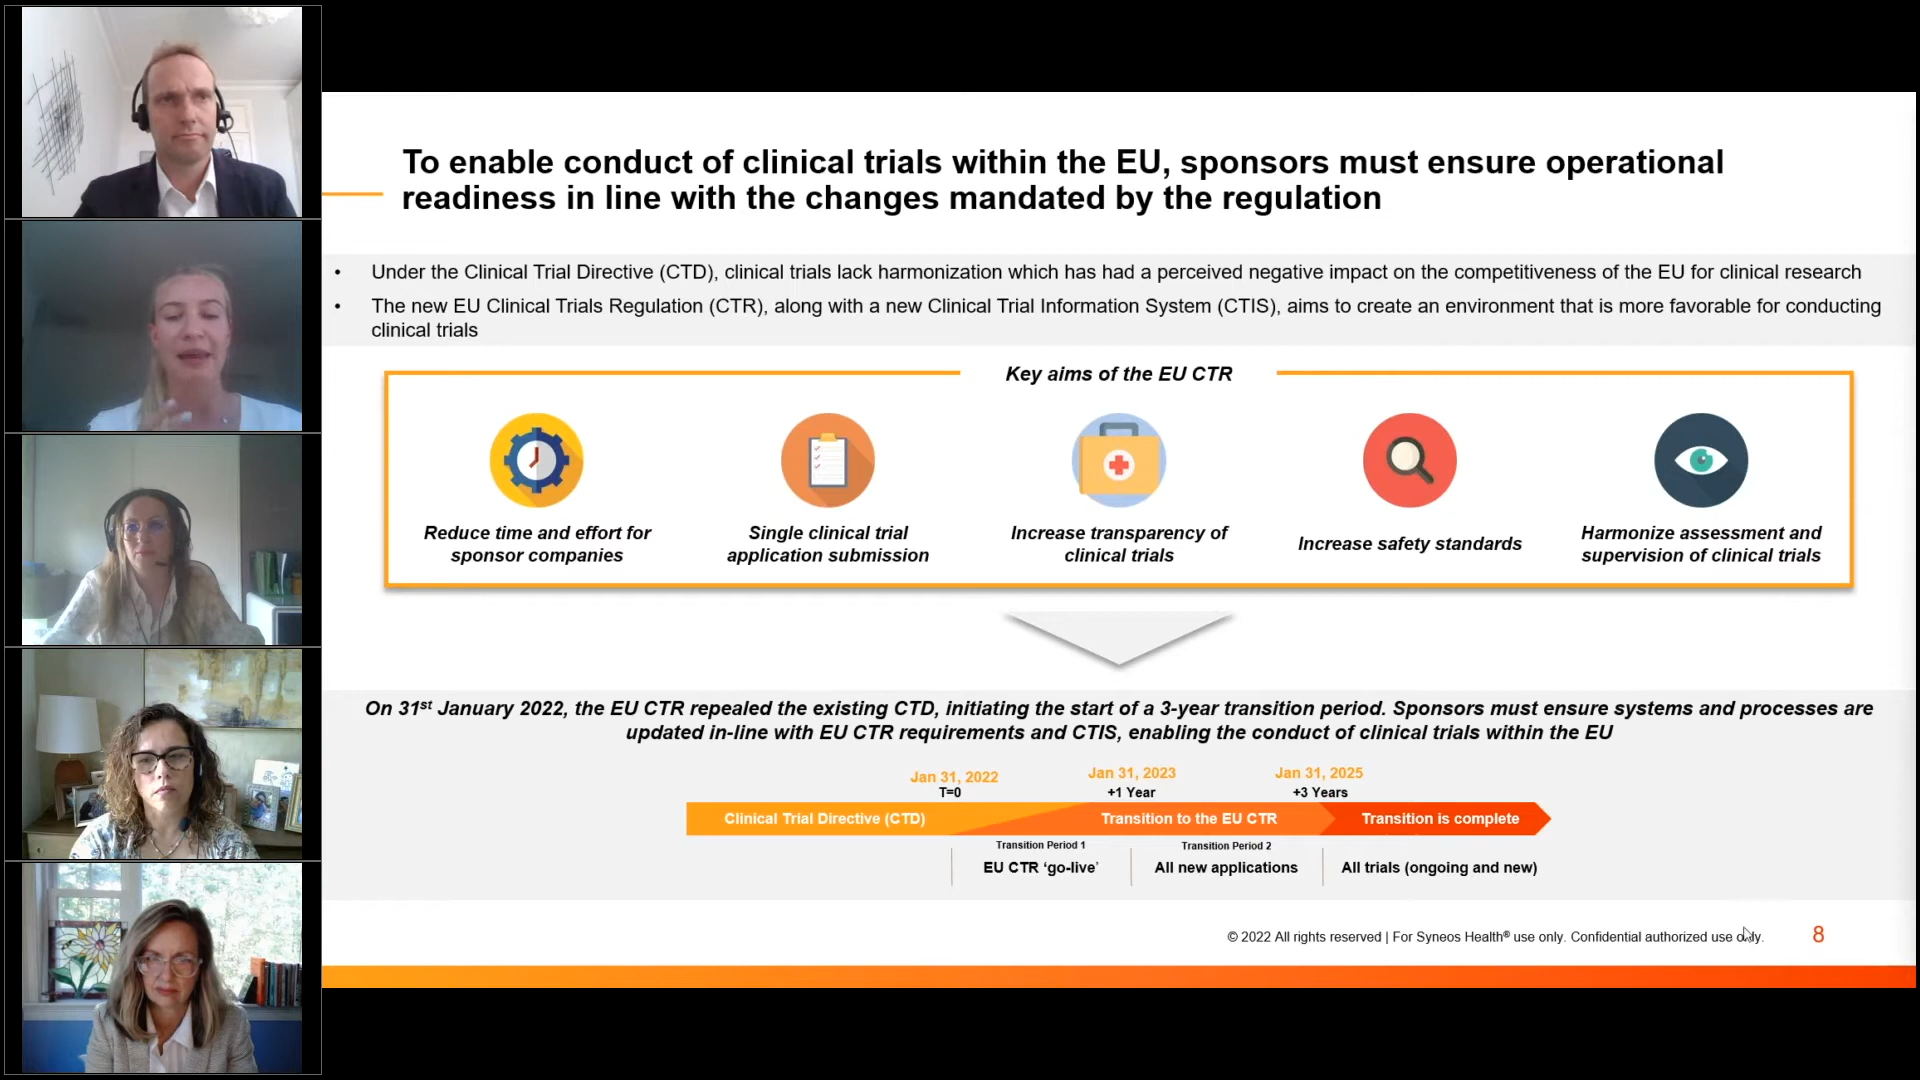 To enable conduct of clinical trials within the EU, sponsors must ensure operational
readiness in line with the changes mandated by the regulation
• Under the Clinical Trial Directive (CTD), clinical trials lack harmonization which has had a perceived negative impact on the competitiveness of the EU for clinical research
• The new EU Clinical Trials Regulation (CTR), along with a new Clinical Trial Information System (CTIS), aims to create an environment that is more favorable for conducting
clinical trials
Key aims of the EU CTR
Reduce time and effort for
sponsor companies
Single clinical trial
application submission
Increase transparency of
clinical trials
Increase safety standards
Harmonize assessment and
supervision of clinical trials
On 31st January 2022, the EU CTR repealed the existing CTD, initiating the start of a 3-year transition period. Sponsors must ensure systems and processes are
updated in-line with EU CTR requirements and CTIS, enabling the conduct of clinical trials within the EU
Jan 31, 2022
T=0
Jan 31, 2023
+1 Year
Jan 31, 2025
+3 Years
Clinical Trial Directive (CTD)
Transition to the EU CTR
Transition is complete
Transition Period 1
EU CTR ‘go-live’
Transition Period 2
All new applications
All trials (ongoing and new)
© 2022 All rights reserved | For Syneos Health® use only. Confidential authorized use only.
8